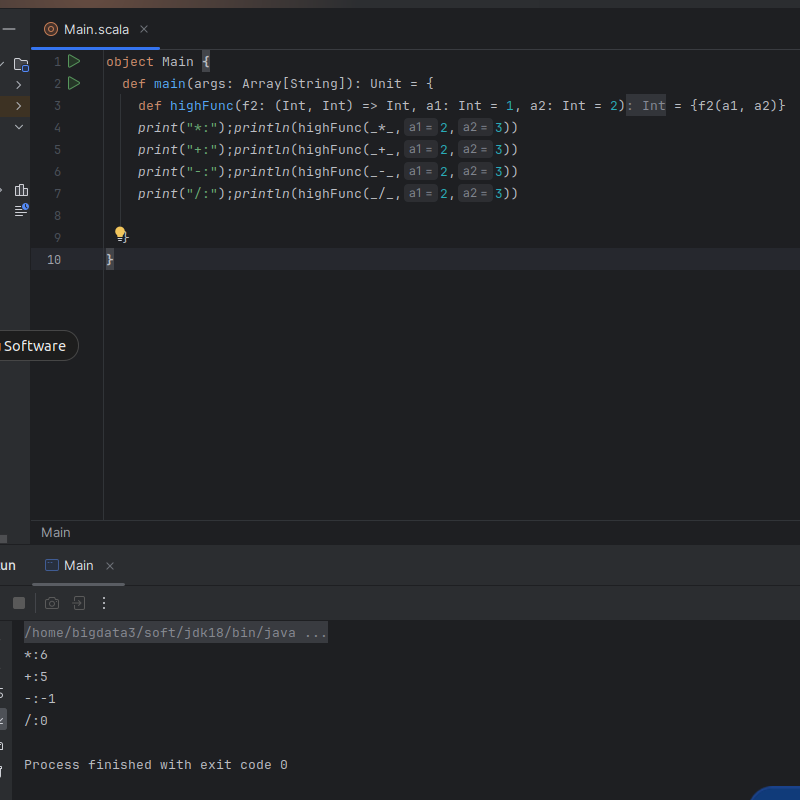 Main.scala
1 object Main {
2 def main(args: Array[String]): Unit = {
3 def highFunc(f2: (Int, Int) => Int, a1: Int = 1, a2: Int = 2): Int = {f2(a1, a2)}
4 print("*:");println(highFunc(_*_, a1 = 2, a2 = 3))
5 print("+:");println(highFunc(_+_, a1 = 2, a2 = 3))
6 print("-:");println(highFunc(_-_, a1 = 2, a2 = 3))
7 print("/:");println(highFunc(_/_, a1 = 2, a2 = 3))
8
9 }
10 }
Software
Main
un Main
/home/bigdata3/soft/jdk18/bin/java ...
*:6
+:5
-:-1
/:0
Process finished with exit code 0